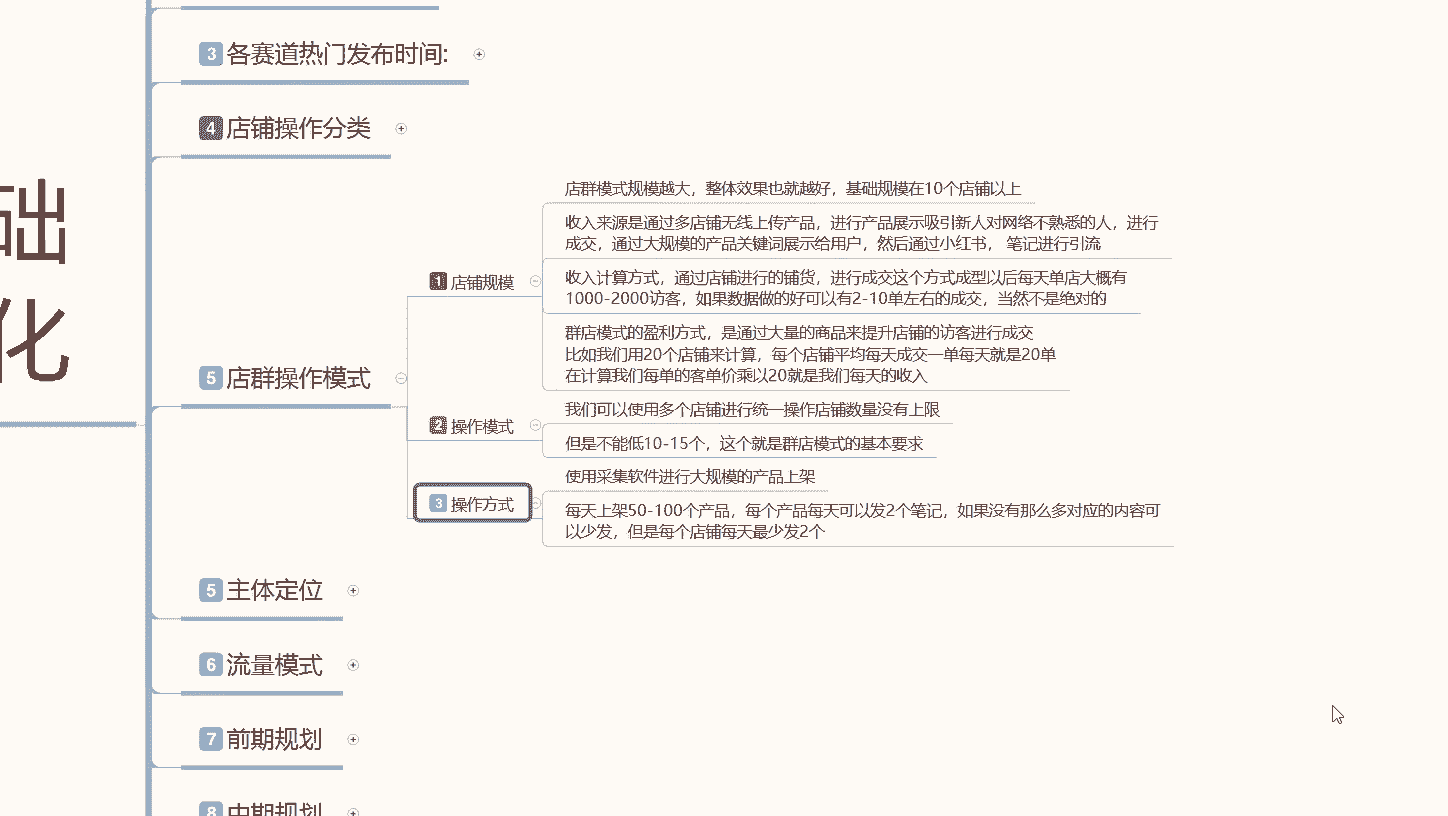 3 各赛道热门发布时间:
4 店铺操作分类
础
化
5 店群操作模式
1 店铺规模
店群模式规模越大，整体效果也就越好，基础规模在10个店铺以上
收入来源是通过多店铺无线上传产品，进行产品展示吸引新人对网络不熟悉的人，进行
成交，通过大规模的产品关键词展示给用户，然后通过小红书， 笔记进行引流
收入计算方式，通过店铺进行的铺货，进行成交这个方式成型以后每天单店大概有
1000-2000访客，如果数据做的好可以有2-10单左右的成交，当然不是绝对的
群店模式的盈利方式，是通过大量的商品来提升店铺的访客进行成交
比如我们用20个店铺来计算，每个店铺平均每天成交一单每天就是20单
在计算我们每单的客单价乘以20就是我们每天的收入
2 操作模式
我们可以使用多个店铺进行统一操作店铺数量没有上限
但是不能低10-15个，这个就是群店模式的基本要求
3 操作方式
使用采集软件进行大规模的产品上架
每天上架50-100个产品，每个产品每天可以发2个笔记，如果没有那么多对应的内容可
以少发，但是每个店铺每天最少发2个
5 主体定位
6 流量模式
7 前期规划
8 中期规划